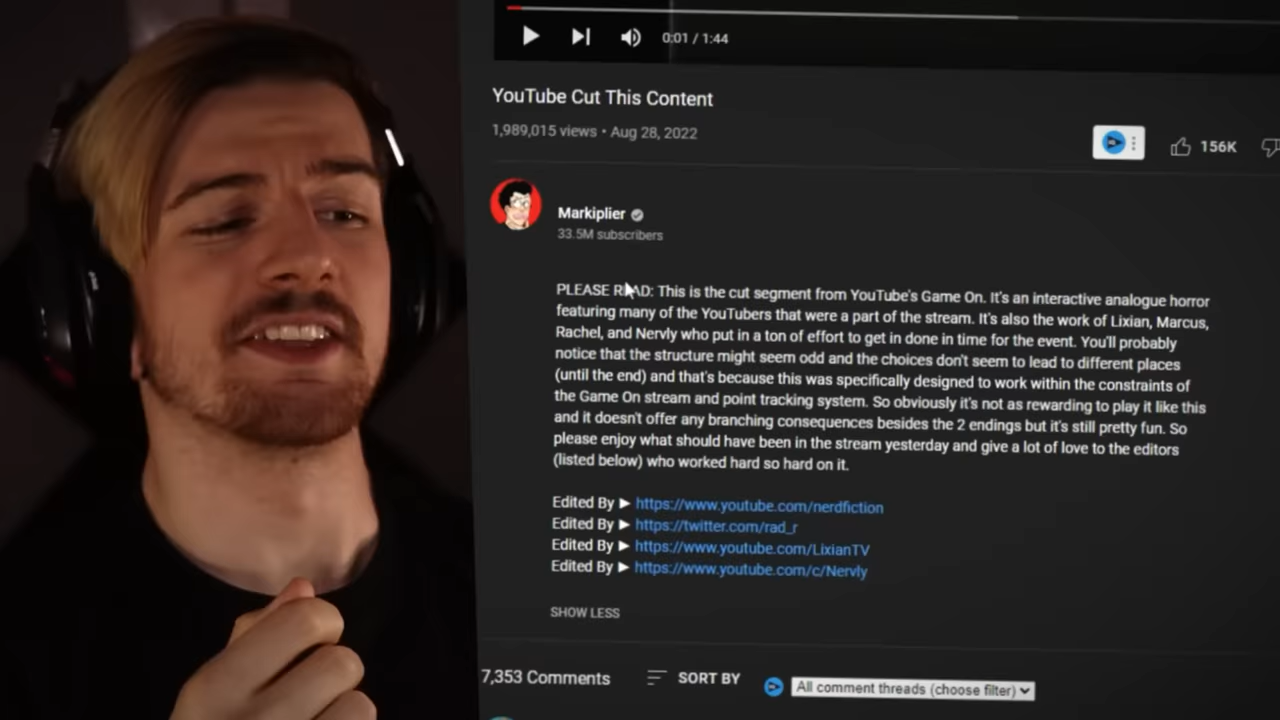 0:01 / 1:44
YouTube Cut This Content
1,989,015 views • Aug 28, 2022
156K
Markiplier
33.5M subscribers
PLEASE READ: This is the cut segment from YouTube's Game On. It's an interactive analogue horror
featuring many of the YouTubers that were a part of the stream. It's also the work of Lixian, Marcus,
Rachel, and Nervly who put in a ton of effort to get in done in time for the event. You'll probably
notice that the structure might seem odd and the choices don't seem to lead to different places
(until the end) and that's because this was specifically designed to work within the constraints of
the Game On stream and point tracking system. So obviously it's not as rewarding to play it like this
and it doesn't offer any branching consequences besides the 2 endings but it's still pretty fun. So
please enjoy what should have been in the stream yesterday and give a lot of love to the editors
(listed below) who worked hard so hard on it.
Edited By ► https://www.youtube.com/nerdfiction
Edited By ► https://twitter.com/rad_r
Edited By ► https://www.youtube.com/LixianTV
Edited By ► https://www.youtube.com/c/Nervly
SHOW LESS
7,353 Comments SORT BY All comment threads (choose filter)